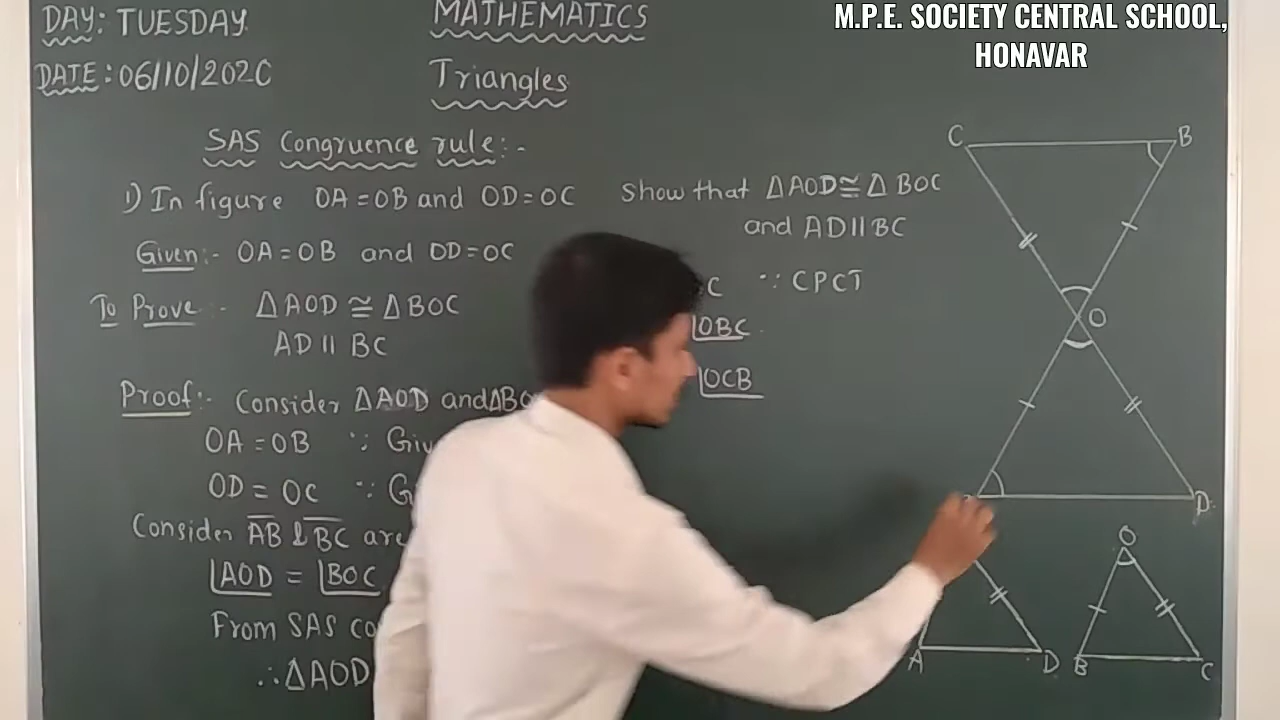 M.P.E. SOCIETY CENTRAL SCHOOL,
HONAVAR
DAY: TUESDAY
MATHEMATICS
DATE: 06/10/2020
Triangles
SAS Congruence rule:-
1) In figure OA = OB and OD = OC Show that ΔAOD ≅ Δ BOC
and AD ॥ BC
Given:- OA = OB and OD = OC
To Prove:- ΔAOD ≅ ΔBOC
AD ॥ BC
Proof:- Consider ΔAOD and ΔBO
OA = OB ∵ Giv
OD = OC ∵ G
Consider AB & BC are
∠AOD = ∠BOC
From SAS co
∴ ΔAOD
C ∵ CPCT
∠OBC
∠OCB
C B
O
D
O
A D B C